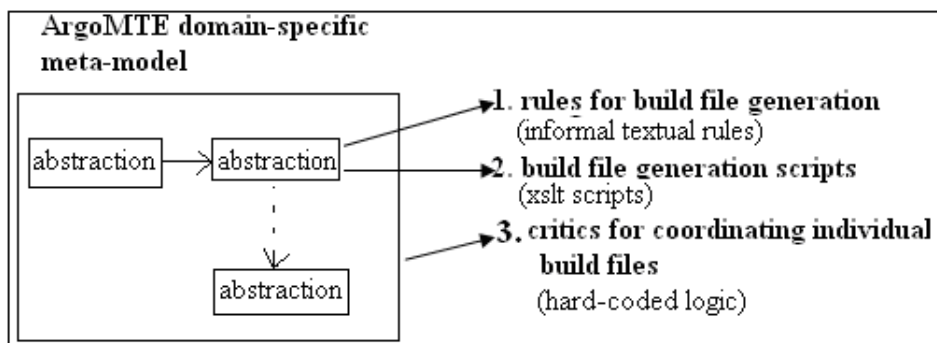 ArgoMTE domain-specific
meta-model
abstraction
abstraction
abstraction
1. rules for build file generation
(informal textual rules)
2. build file generation scripts
(xslt scripts)
3. critics for coordinating individual
build files
(hard-coded logic)